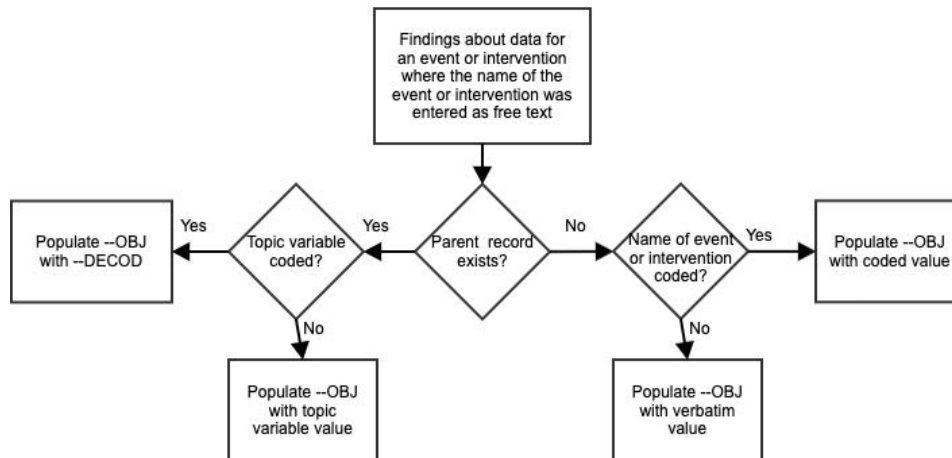 Findings about data for
an event or intervention
where the name of the
event or intervention was
entered as free text
Yes
Yes
No
Yes
Populate --OBJ
with --DECOD
Topic variable
coded?
Parent record
exists?
Name of event
or intervention
coded?
Populate --OBJ
with coded value
No
No
Populate --OBJ
with topic
variable value
Populate --OBJ
with verbatim
value